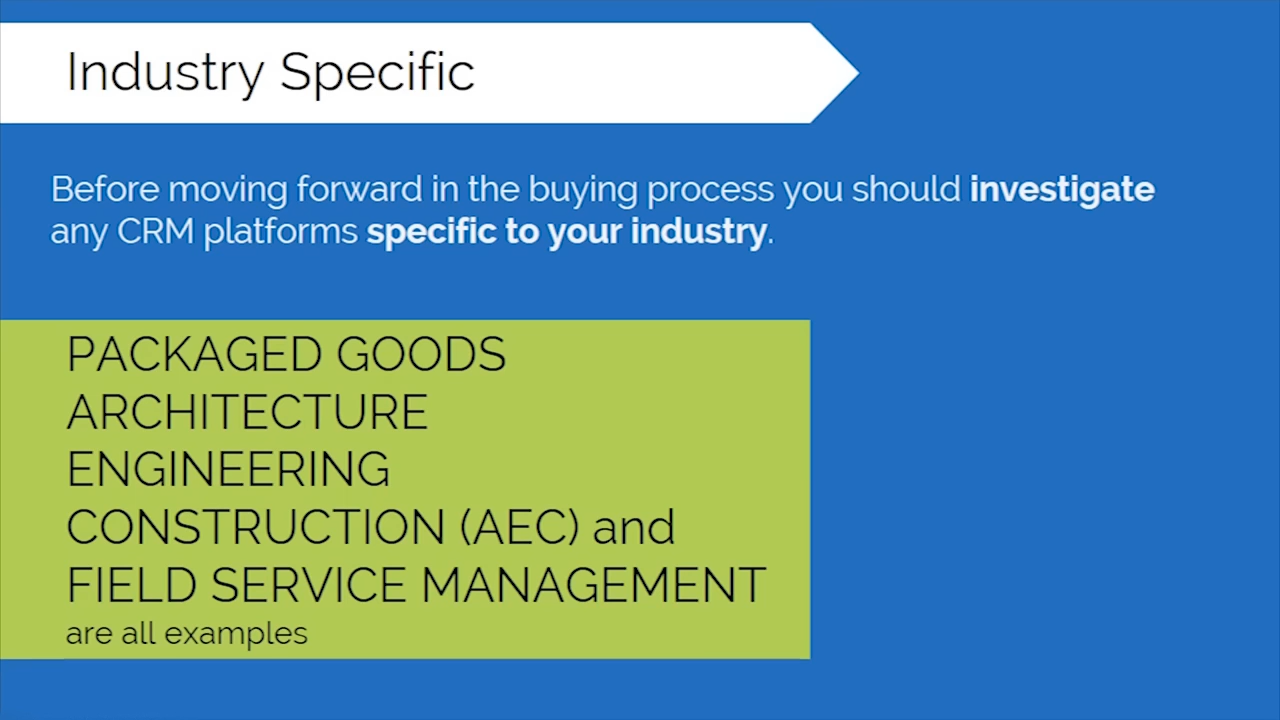 Industry Specific
Before moving forward in the buying process you should investigate
any CRM platforms specific to your industry.
PACKAGED GOODS
ARCHITECTURE
ENGINEERING
CONSTRUCTION (AEC) and
FIELD SERVICE MANAGEMENT
are all examples